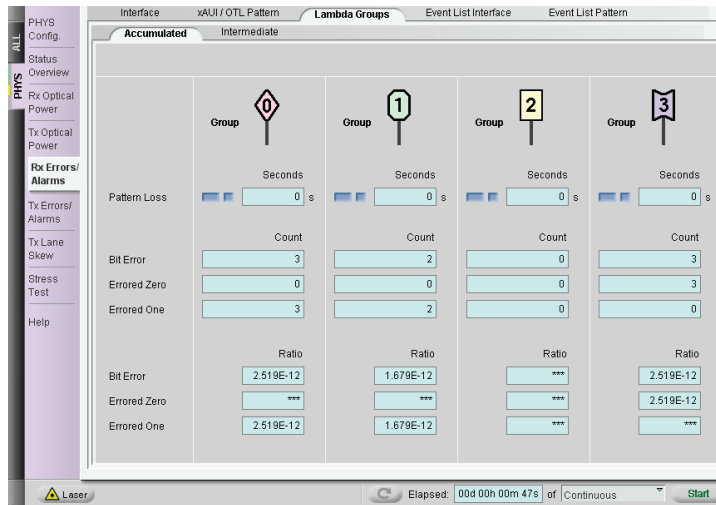 Interface xAUI / OTL Pattern Lambda Groups Event List Interface Event List Pattern
Accumulated Intermediate
ALL
PHYS
PHYS Config.
Status Overview
Rx Optical Power
Tx Optical Power
Rx Errors/ Alarms
Tx Errors/ Alarms
Tx Lane Skew
Stress Test
Help
Group 0 Group 1 Group 2 Group 3
Seconds Seconds Seconds Seconds
Pattern Loss 0 s 0 s 0 s 0 s
Count Count Count Count
Bit Error 3 2 0 3
Errored Zero 0 0 0 3
Errored One 3 2 0 0
Ratio Ratio Ratio Ratio
Bit Error 2.519E-12 1.679E-12 *** 2.519E-12
Errored Zero *** *** *** 2.519E-12
Errored One 2.519E-12 1.679E-12 *** ***
Laser Elapsed: 00d 00h 00m 47s of Continuous Start